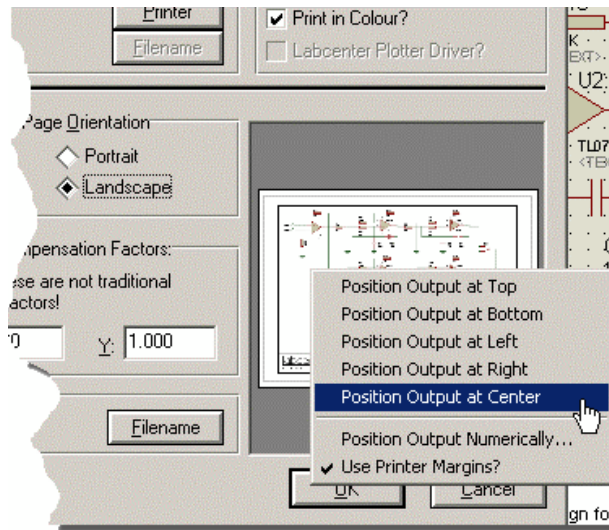 Printer
Filename
Print in Colour?
Labcenter Plotter Driver?
U2:
TL07
Page Orientation
Portrait
Landscape
mpensation Factors:
ese are not traditional
actors!
Y: 1.000
Filename
Position Output at Top
Position Output at Bottom
Position Output at Left
Position Output at Right
Position Output at Center
Position Output Numerically...
Use Printer Margins?
OK
Cancel
gn fo